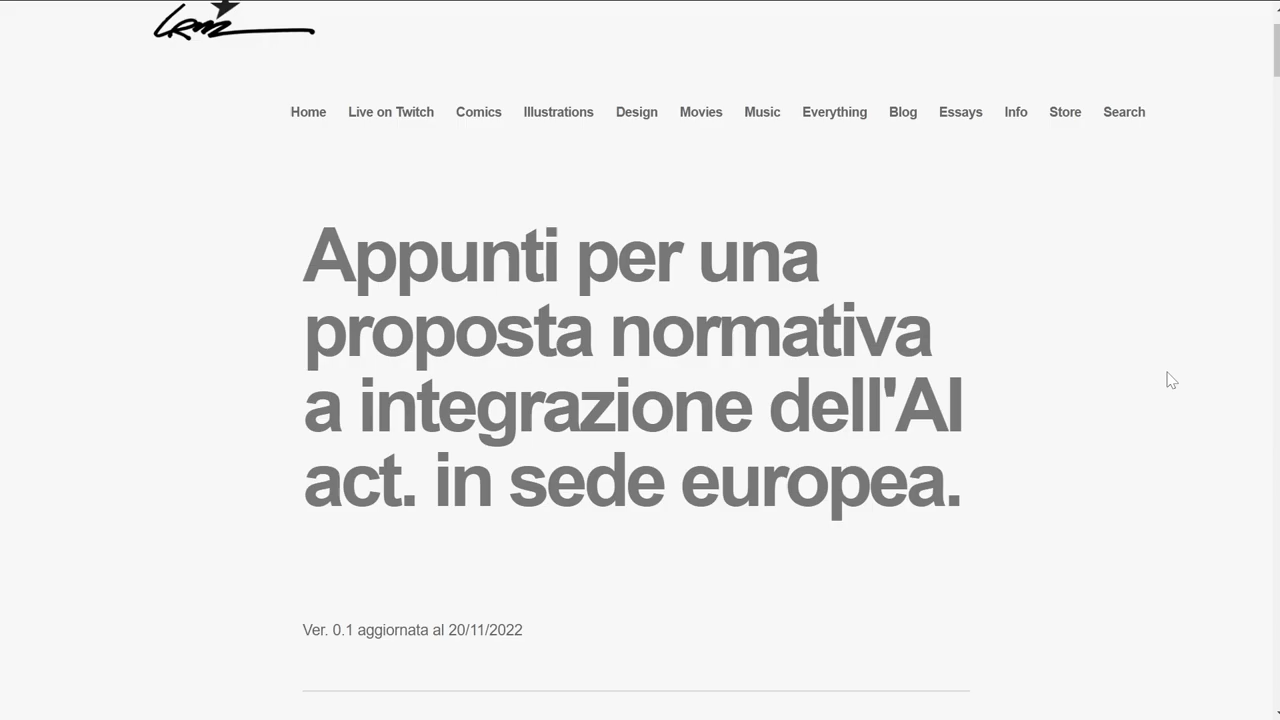 Home Live on Twitch Comics Illustrations Design Movies Music Everything Blog Essays Info Store Search
Appunti per una
proposta normativa
a integrazione dell'AI
act. in sede europea.
Ver. 0.1 aggiornata al 20/11/2022